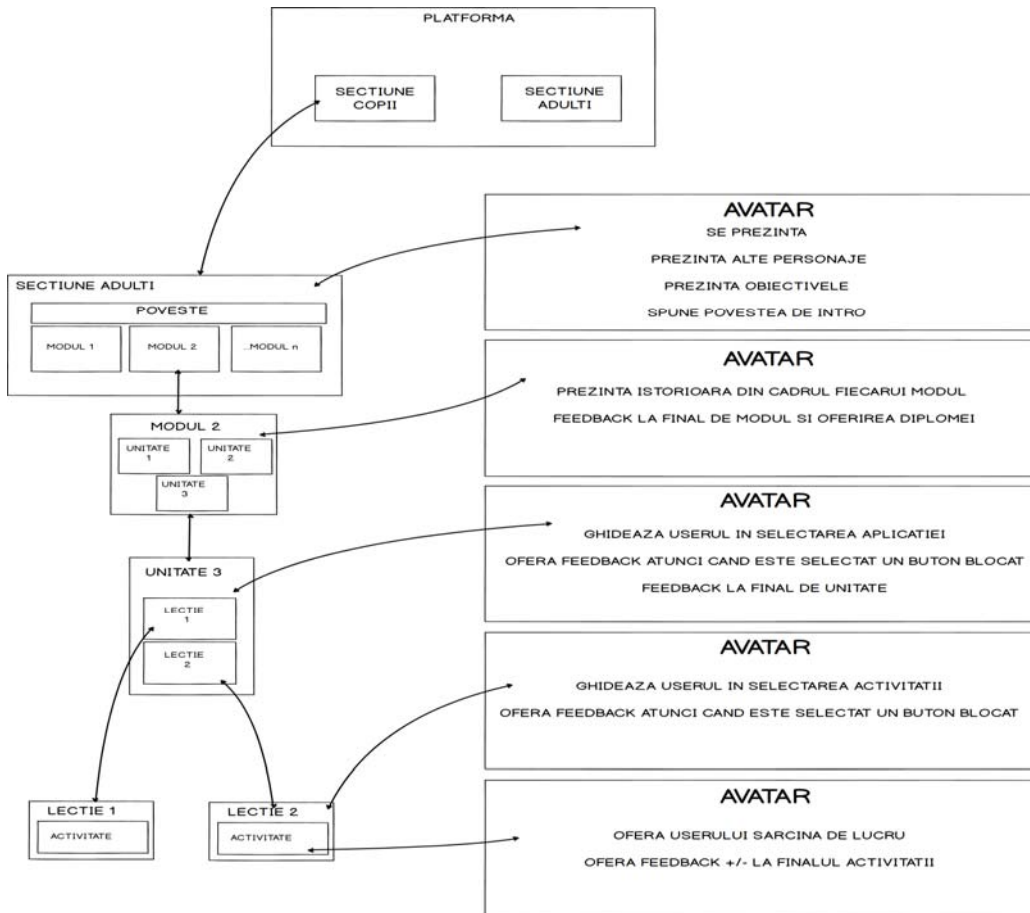 PLATFORMA
SECTIUNE
COPII
SECTIUNE
ADULTI
SECTIUNE ADULTI
POVESTE
MODUL 1
MODUL 2
...MODUL n
MODUL 2
UNITATE
1
UNITATE
2
UNITATE
3
UNITATE 3
LECTIE
1
LECTIE
2
LECTIE 1
ACTIVITATE
LECTIE 2
ACTIVITATE
AVATAR
SE PREZINTA
PREZINTA ALTE PERSONAJE
PREZINTA OBIECTIVELE
SPUNE POVESTEA DE INTRO
AVATAR
PREZINTA ISTORIOARA DIN CADRUL FIECARUI MODUL
FEEDBACK LA FINAL DE MODUL SI OFERIREA DIPLOMEI
AVATAR
GHIDEAZA USERUL IN SELECTAREA APLICATIEI
OFERA FEEDBACK ATUNCI CAND ESTE SELECTAT UN BUTON BLOCAT
FEEDBACK LA FINAL DE UNITATE
AVATAR
GHIDEAZA USERUL IN SELECTAREA ACTIVITATII
OFERA FEEDBACK ATUNCI CAND ESTE SELECTAT UN BUTON BLOCAT
AVATAR
OFERA USERULUI SARCINA DE LUCRU
OFERA FEEDBACK +/- LA FINALUL ACTIVITATII